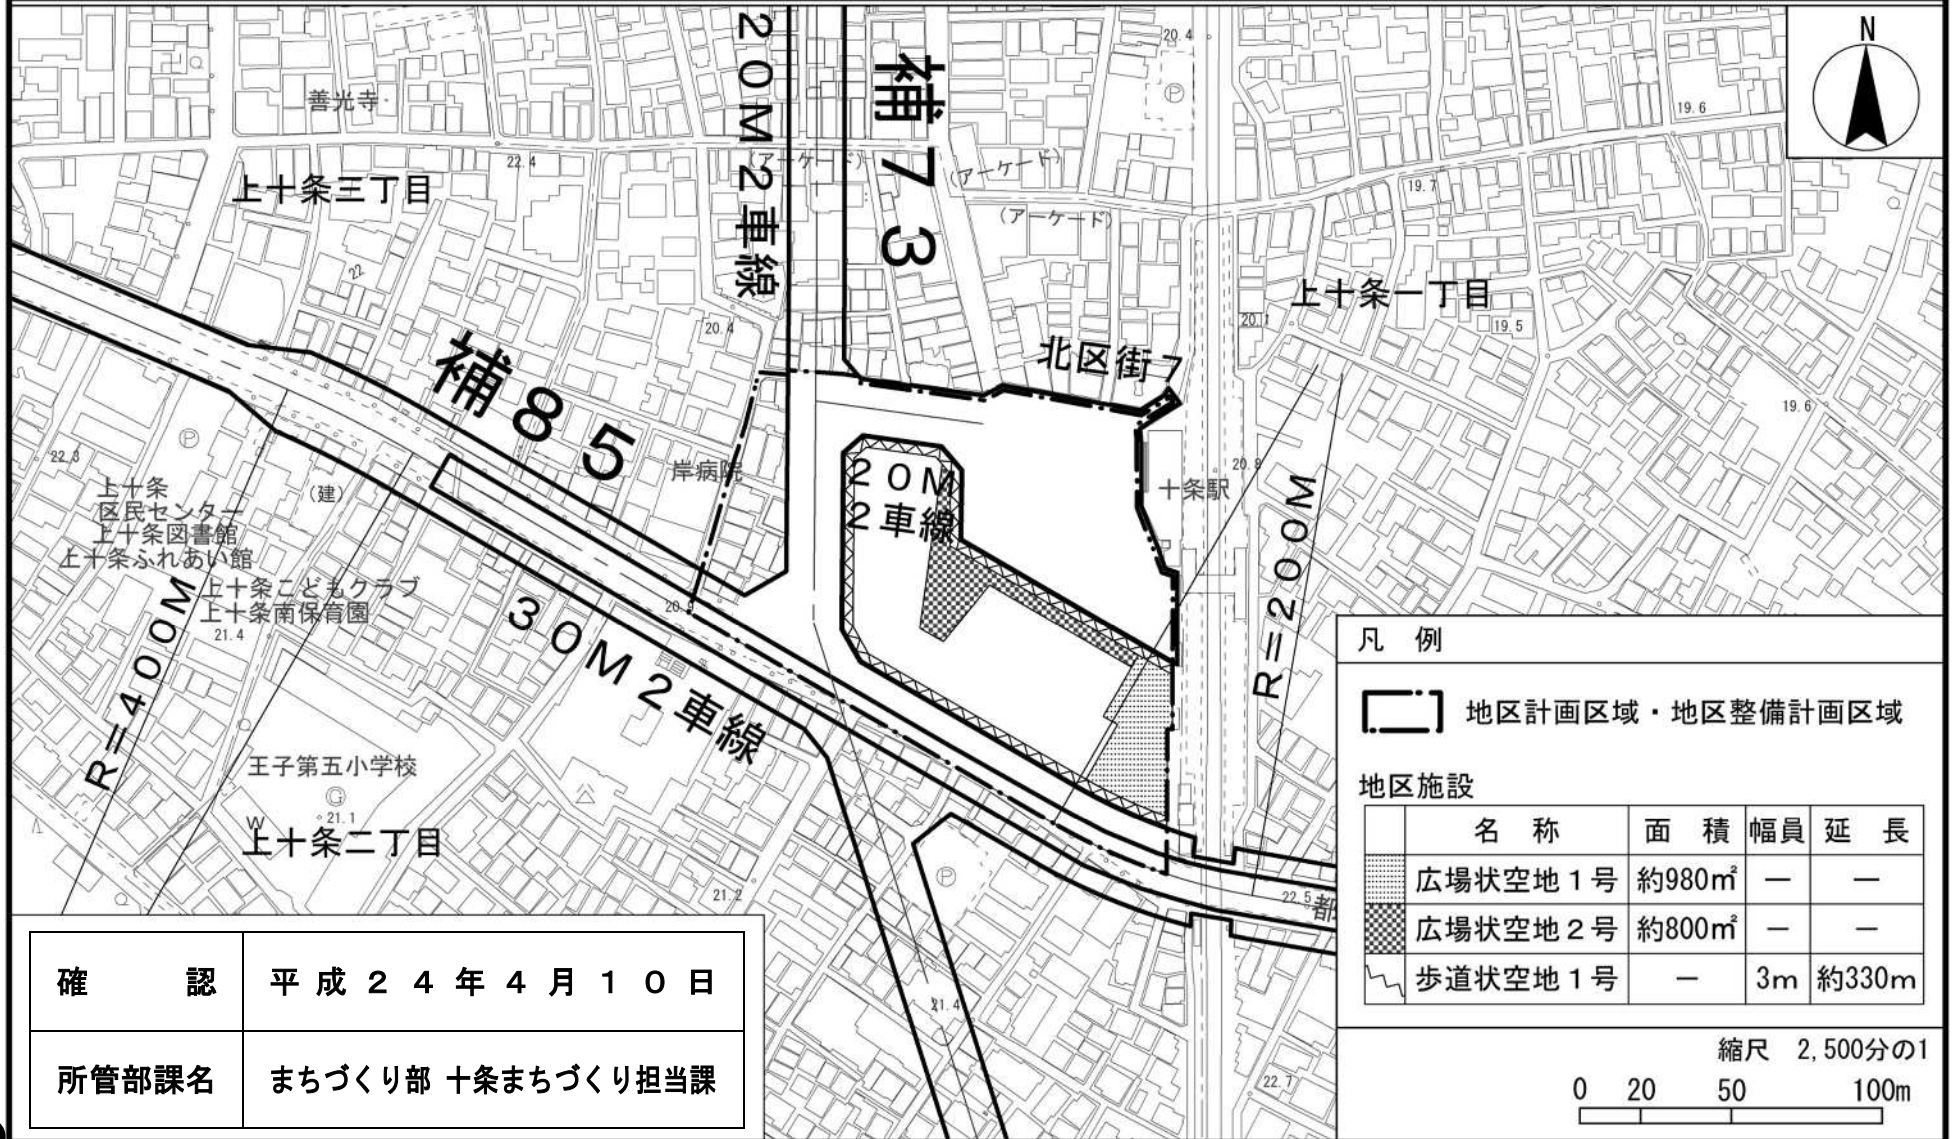 N
20.4
補73
20M2車線
善光寺
19.6
(アーケード)
(アーケード)
22.4
上十条三丁目
19.7
(アーケード)
22
上十条一丁目
20.4
20.1
19.5
北区街7
補85
19.6
22.3
岸病院
20M
2車線
20.8
十条駅
上十条
区民センター
上十条図書館
上十条ふれあい館
(建)
上十条こどもクラブ
上十条南保育園
21.4
30M2車線
R=400M
R=200M
王子第五小学校
G
21.1
W
上十条二丁目
21.2
22.5
都
21.4
22.7
P
P
P
凡 例
地区計画区域・地区整備計画区域
地区施設
名 称 面 積 幅員 延 長
広場状空地1号 約980㎡ － －
広場状空地2号 約800㎡ － －
歩道状空地1号 － 3m 約330m
縮尺 2,500分の1
0 20 50 100m
確 認 平成24年4月10日
所管部課名 まちづくり部 十条まちづくり担当課